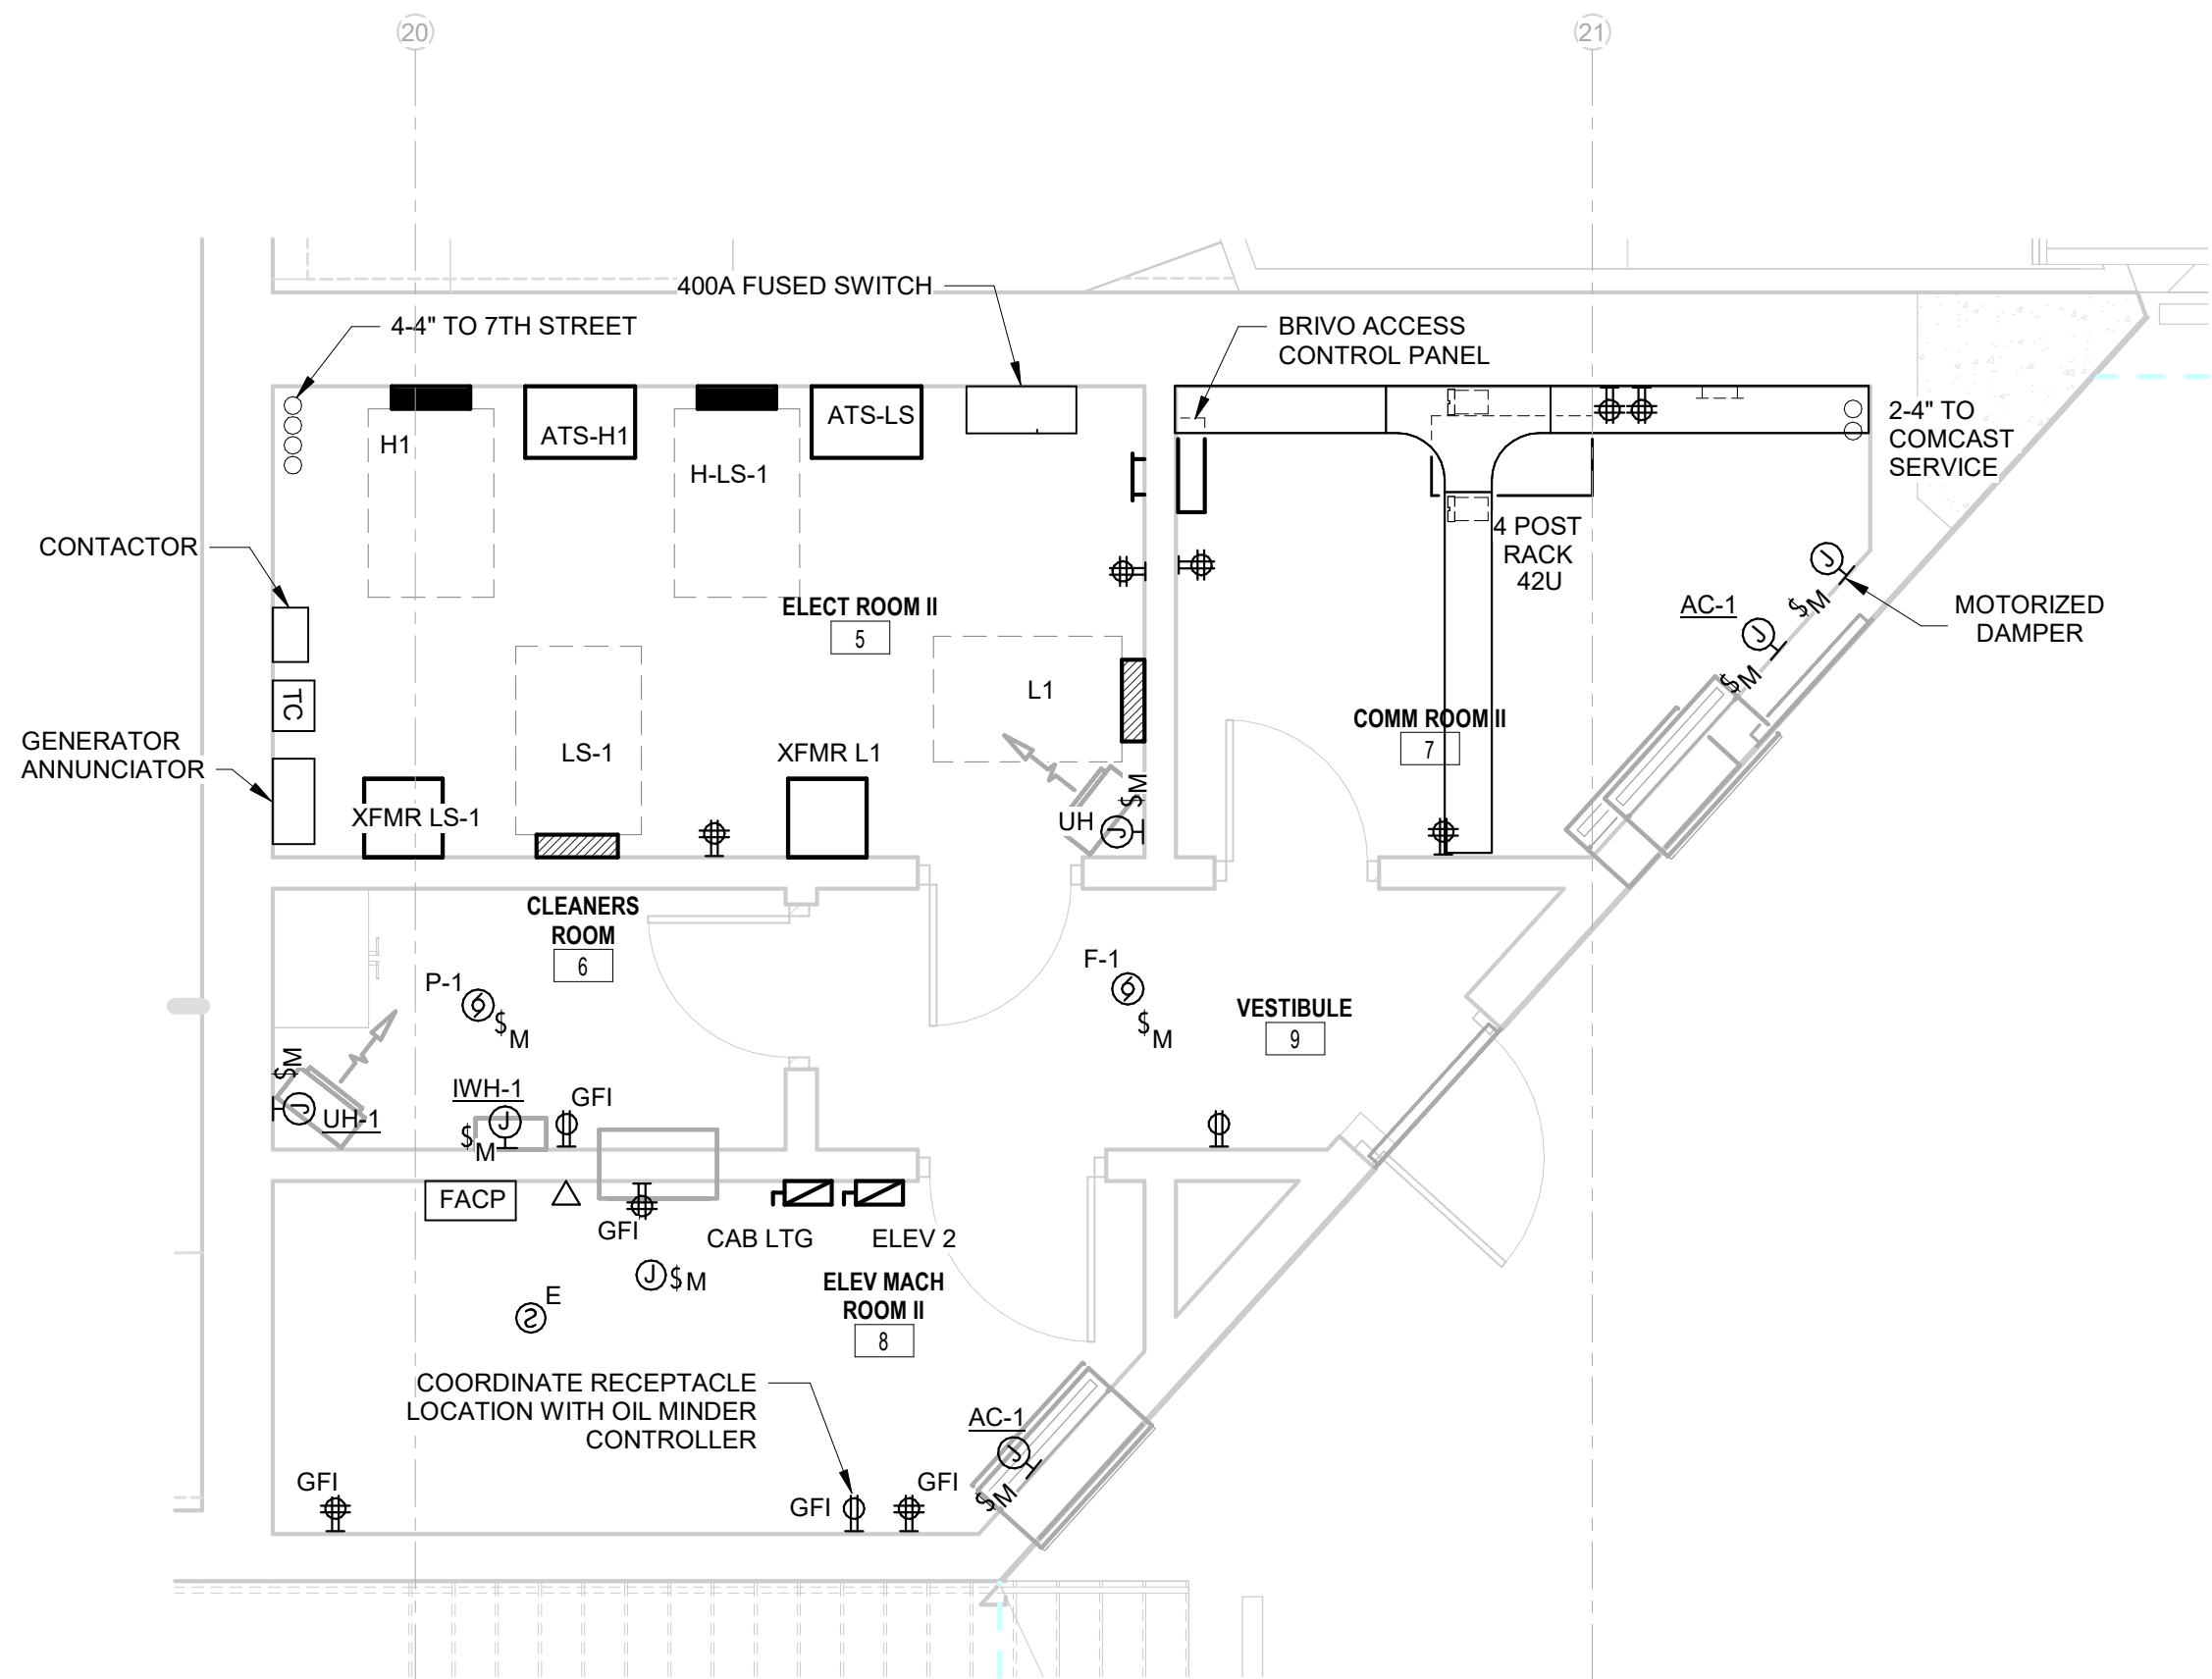 20
21
400A FUSED SWITCH
4-4" TO 7TH STREET
BRIVO ACCESS
CONTROL PANEL
H1
ATS-H1
H-LS-1
ATS-LS
2-4" TO
COMCAST
SERVICE
4 POST
RACK
42U
CONTACTOR
J
MOTORIZED
DAMPER
$M
AC-1
J
$M
ELECT ROOM II
5
TC
L1
COMM ROOM II
7
GENERATOR
ANNUNCIATOR
LS-1
XFMR L1
XFMR LS-1
UH
$M
J
CLEANERS
ROOM
6
P-1
$M
F-1
$M
VESTIBULE
9
$M
J
UH-1
IWH-1
J
$M
GFI
FACP
GFI
CAB LTG
ELEV 2
J
$M
E
S
ELEV MACH
ROOM II
8
COORDINATE RECEPTACLE
LOCATION WITH OIL MINDER
CONTROLLER
AC-1
J
$M
GFI
GFI
GFI